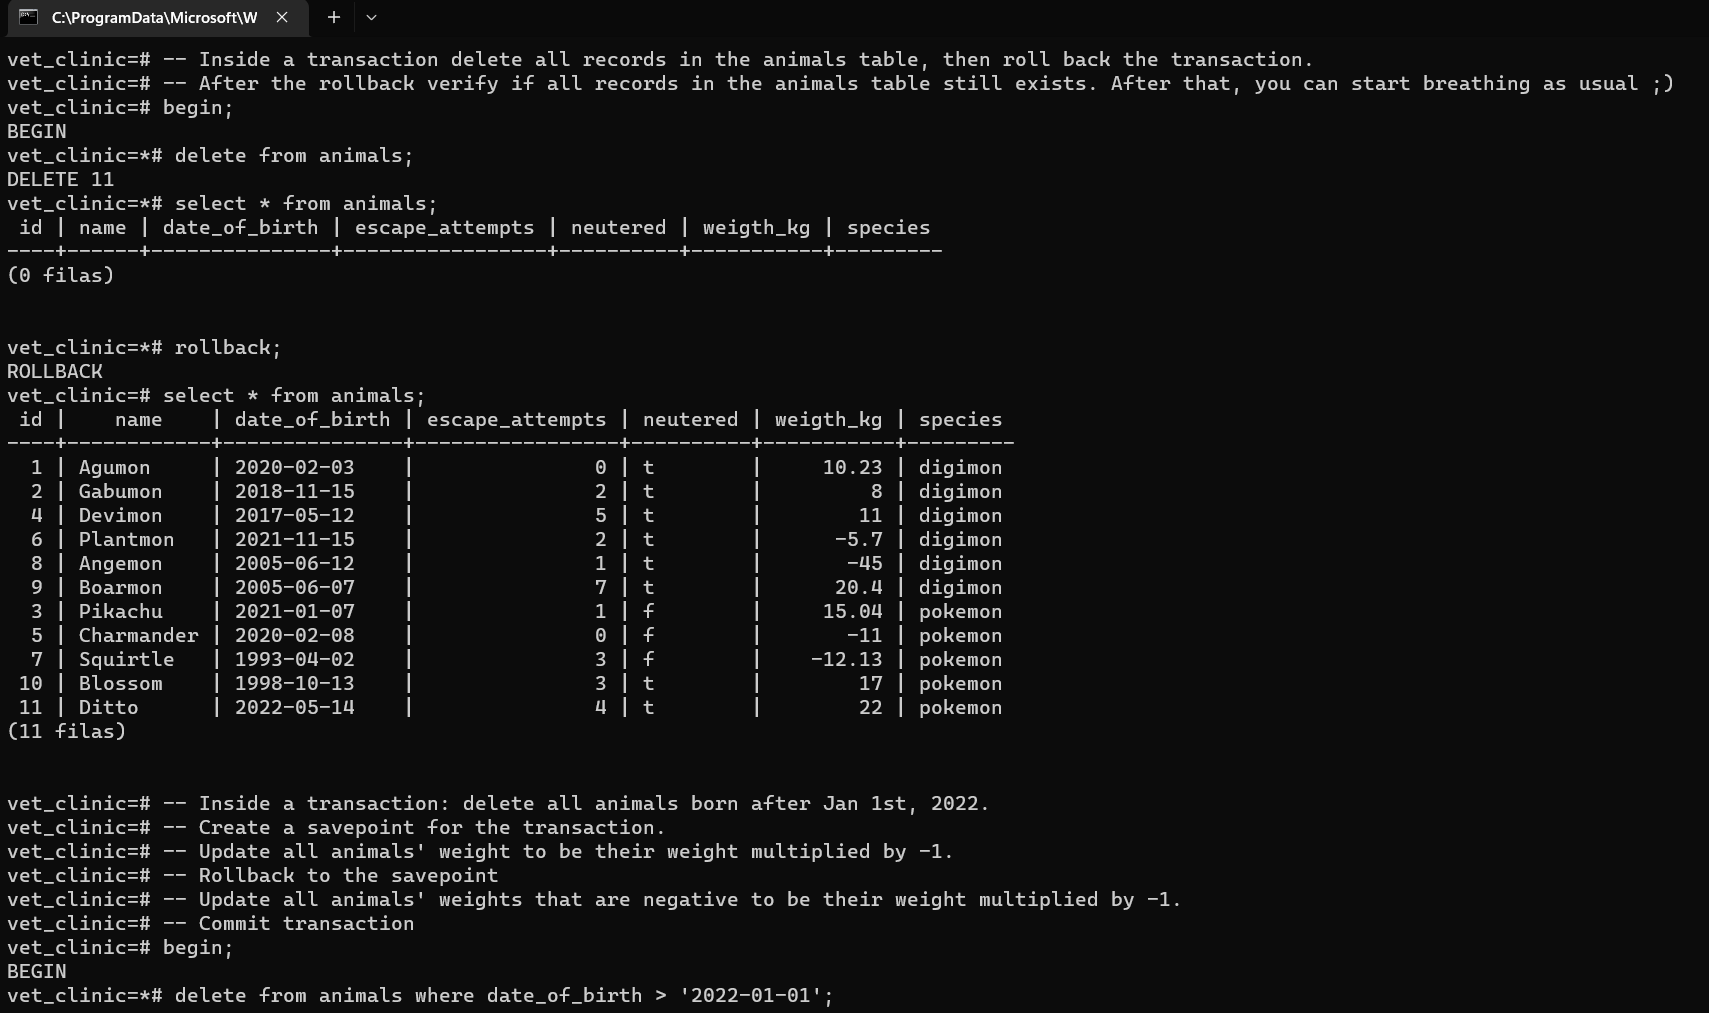 C:\ProgramData\Microsoft\W
vet_clinic=# -- Inside a transaction delete all records in the animals table, then roll back the transaction.
vet_clinic=# -- After the rollback verify if all records in the animals table still exists. After that, you can start breathing as usual ;)
vet_clinic=# begin;
BEGIN
vet_clinic=*# delete from animals;
DELETE 11
vet_clinic=*# select * from animals;
 id | name | date_of_birth | escape_attempts | neutered | weigth_kg | species
----+------+---------------+-----------------+----------+-----------+---------
(0 filas)
vet_clinic=*# rollback;
ROLLBACK
vet_clinic=# select * from animals;
 id |    name    | date_of_birth | escape_attempts | neutered | weigth_kg | species
----+------------+---------------+-----------------+----------+-----------+---------
  1 | Agumon     | 2020-02-03    |               0 | t        |     10.23 | digimon
  2 | Gabumon    | 2018-11-15    |               2 | t        |         8 | digimon
  4 | Devimon    | 2017-05-12    |               5 | t        |        11 | digimon
  6 | Plantmon   | 2021-11-15    |               2 | t        |      -5.7 | digimon
  8 | Angemon    | 2005-06-12    |               1 | t        |       -45 | digimon
  9 | Boarmon    | 2005-06-07    |               7 | t        |      20.4 | digimon
  3 | Pikachu    | 2021-01-07    |               1 | f        |     15.04 | pokemon
  5 | Charmander | 2020-02-08    |               0 | f        |       -11 | pokemon
  7 | Squirtle   | 1993-04-02    |               3 | f        |    -12.13 | pokemon
 10 | Blossom    | 1998-10-13    |               3 | t        |        17 | pokemon
 11 | Ditto      | 2022-05-14    |               4 | t        |        22 | pokemon
(11 filas)
vet_clinic=# -- Inside a transaction: delete all animals born after Jan 1st, 2022.
vet_clinic=# -- Create a savepoint for the transaction.
vet_clinic=# -- Update all animals' weight to be their weight multiplied by -1.
vet_clinic=# -- Rollback to the savepoint
vet_clinic=# -- Update all animals' weights that are negative to be their weight multiplied by -1.
vet_clinic=# -- Commit transaction
vet_clinic=# begin;
BEGIN
vet_clinic=*# delete from animals where date_of_birth > '2022-01-01';